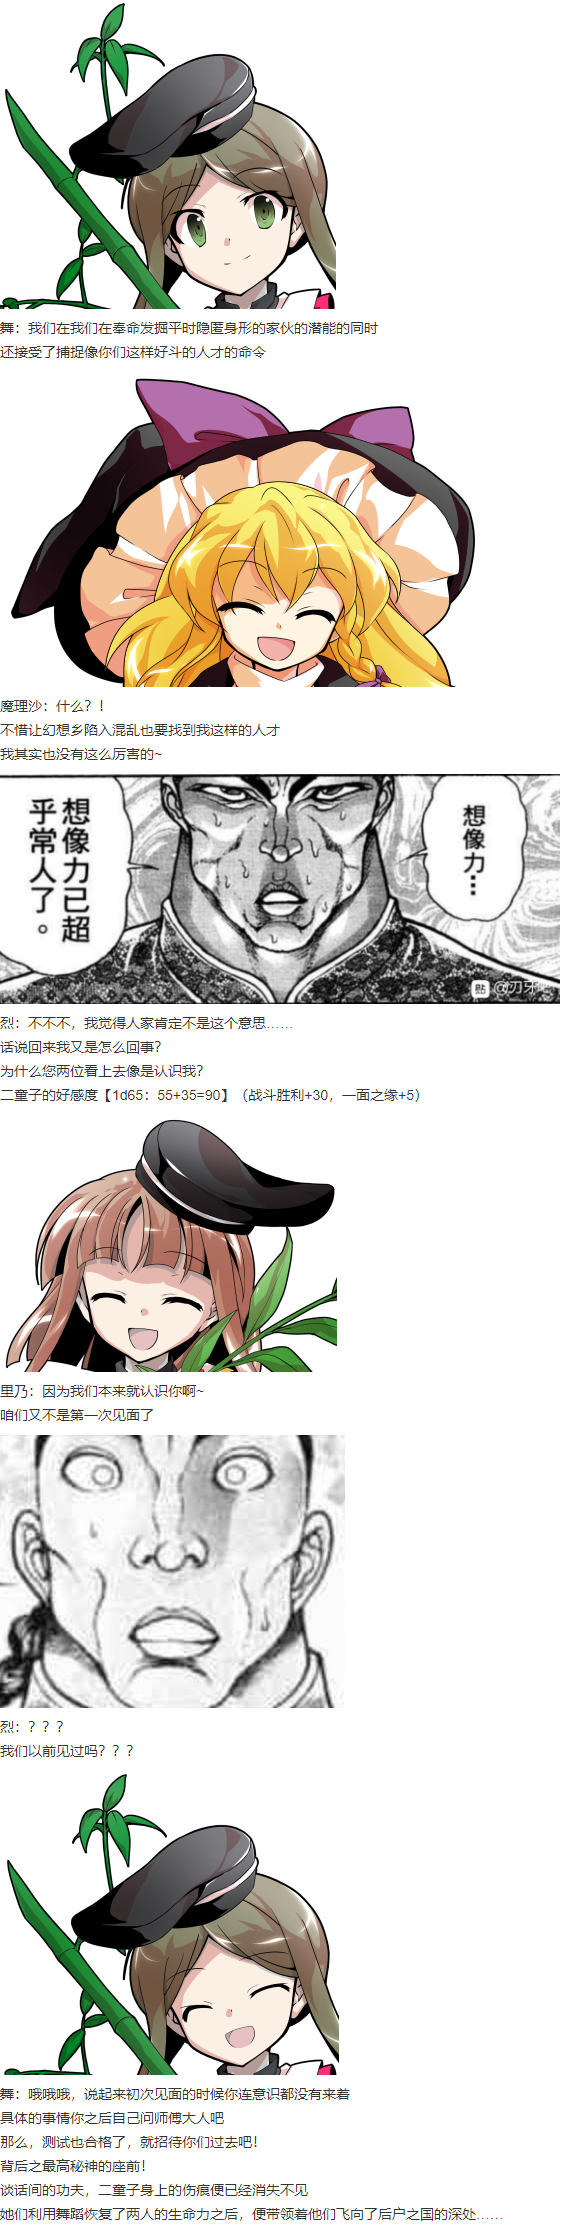 舞：我们在我们在奉命发掘平时隐匿身形的家伙的潜能的同时
还接受了捕捉像你们这样好斗的人才的命令
魔理沙：什么？！
不惜让幻想乡陷入混乱也要找到我这样的人才
我其实也没有这么厉害的~
想像力…
想像力已超
乎常人了。
貼 @刃牙吧
烈：不不不，我觉得人家肯定不是这个意思……
话说回来我又是怎么回事？
为什么您两位看上去像是认识我？
二童子的好感度【1d65：55+35=90】（战斗胜利+30，一面之缘+5）
里乃：因为我们本来就认识你啊~
咱们又不是第一次见面了
烈：？？？
我们以前见过吗？？？
舞：哦哦哦，说起来初次见面的时候你连意识都没有来着
具体的事情你之后自己问师傅大人吧
那么，测试也合格了，就招待你们过去吧！
背后之最高秘神的座前！
谈话间的功夫，二童子身上的伤痕便已经消失不见
她们利用舞蹈恢复了两人的生命力之后，便带领着他们飞向了后户之国的深处……